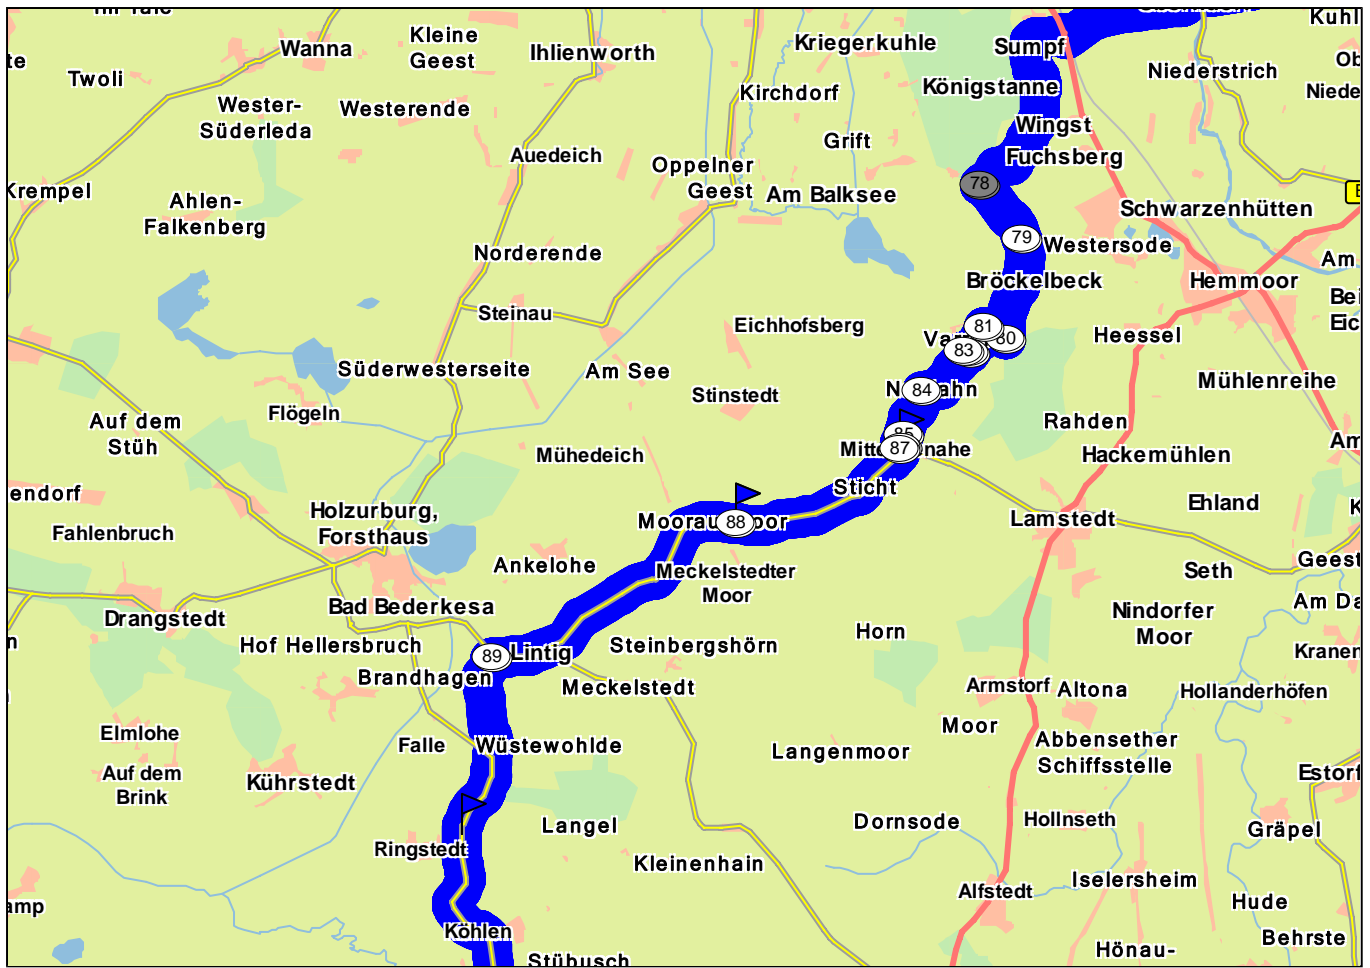 Wanna
Kleine
Geest
Ihlienworth
Kriegerkuhle
Sumpf
Twoli
Wester-
Süderleda
Westerende
Kirchdorf
Königstanne
Niederstrich
Wingst
Grift
Fuchsberg
Auedeich
Oppelner
Geest
Am Balksee
78
Krempel
Ahlen-
Falkenberg
Schwarzenhütten
79
Westersode
Norderende
Bröckelbeck
Hemmoor
Steinau
Eichhofsberg
81
80
83
Heessel
Süderwesterseite
Am See
Stinstedt
84
Mühlenreihe
Flögeln
Auf dem
Stüh
Rahden
85
87
Mühedeich
Hackemühlen
Sticht
Ehland
Holzurburg,
Forsthaus
88
Lamstedt
Fahlenbruch
Ankelohe
Meckelstedter
Moor
Seth
Bad Bederkesa
Drangstedt
Nindorfer
Moor
Horn
Hof Hellersbruch
89
Lintig
Steinbergshörn
Brandhagen
Meckelstedt
Armstorf
Altona
Hollanderhöfen
Elmlohe
Falle
Wüstewohlde
Langenmoor
Moor
Abbensether
Schiffsstelle
Auf dem
Brink
Kührstedt
Langel
Dornsode
Hollnseth
Gräpel
Ringstedt
Kleinenhain
Iselersheim
Alfstedt
Hude
Köhlen
Behrste
Hönau-
Stübusch